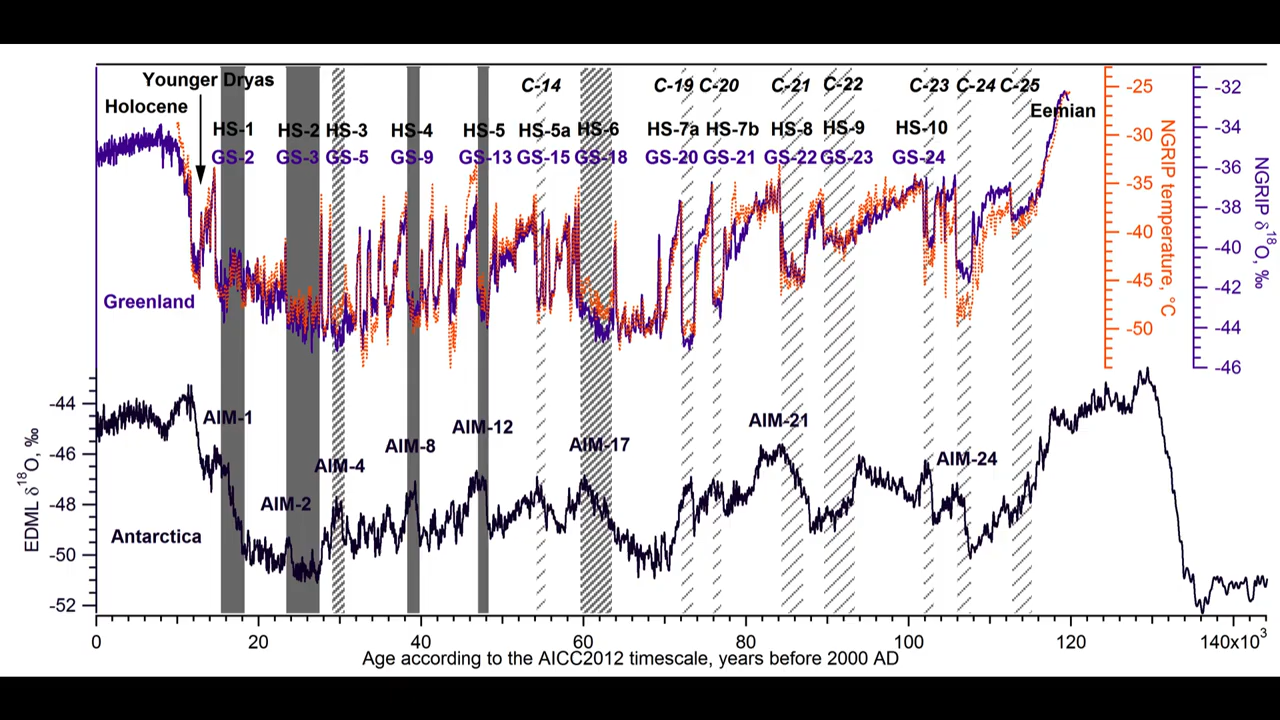 C-14 C-19 C-20 C-21 C-22 C-23 C-24 C-25
Younger Dryas
Holocene
Eemian
HS-1 HS-2 HS-3 HS-4 HS-5 HS-5a HS-6 HS-7a HS-7b HS-8 HS-9 HS-10
GS-2 GS-3 GS-5 GS-9 GS-13 GS-15 GS-18 GS-20 GS-21 GS-22 GS-23 GS-24
Greenland
-25
-30
-35
-40
-45
-50
NGRIP temperature, °C
-32
-34
-36
-38
-40
-42
-44
-46
NGRIP δ18O, ‰
-44
-46
-48
-50
-52
EDML δ18O, ‰
AIM-1
AIM-2
AIM-4
AIM-8
AIM-12
AIM-17
AIM-21
AIM-24
Antarctica
0 20 40 60 80 100 120 140x10³
Age according to the AICC2012 timescale, years before 2000 AD